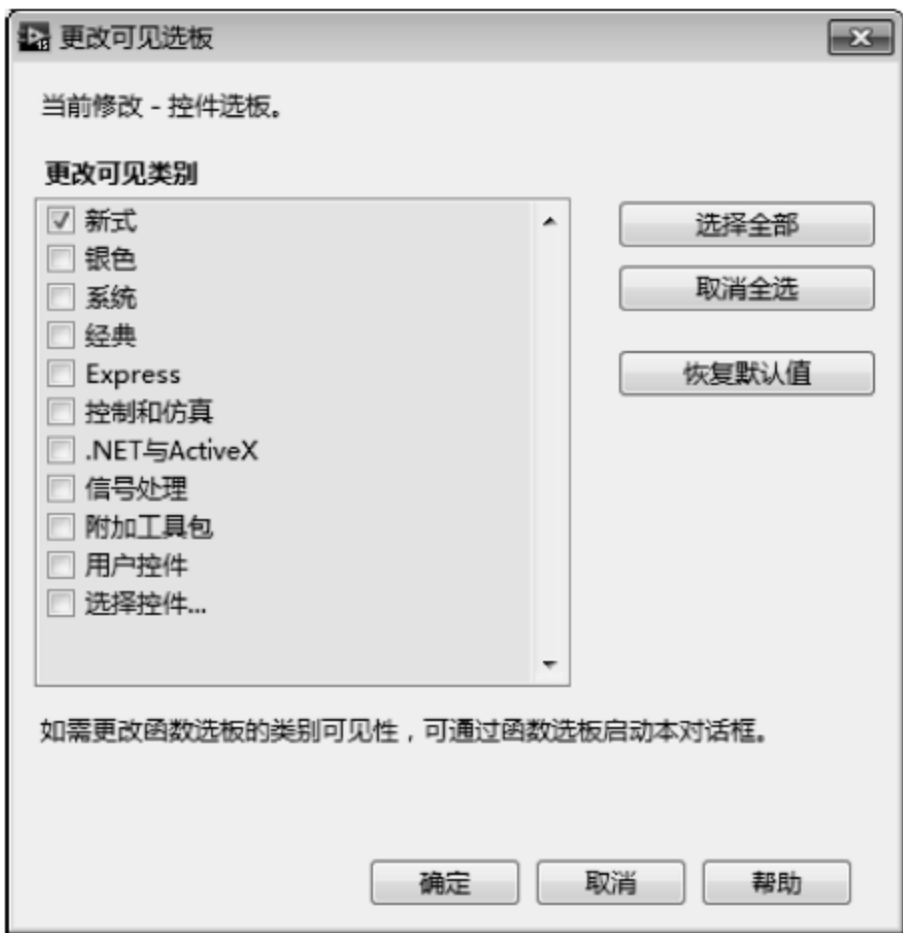 更改可见选板
当前修改 - 控件选板。
更改可见类别
新式
银色
系统
经典
Express
控制和仿真
.NET与ActiveX
信号处理
附加工具包
用户控件
选择控件...
选择全部
取消全选
恢复默认值
如需更改函数选板的类别可见性，可通过函数选板启动本对话框。
确定 取消 帮助